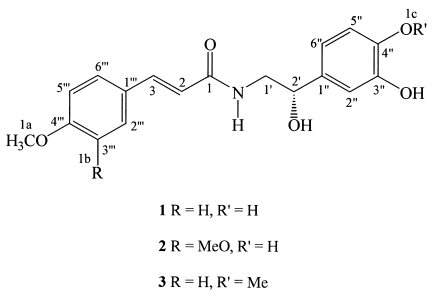 1c
OR'
5"
6"
4"
O
6'''
1'''
2
2'
3"
5'''
3
1
N
1'
1"
OH
1a
4'''
2'''
H
OH
2"
H₃CO
3'''
1b
R
1 R = H, R' = H
2 R = MeO, R' = H
3 R = H, R' = Me